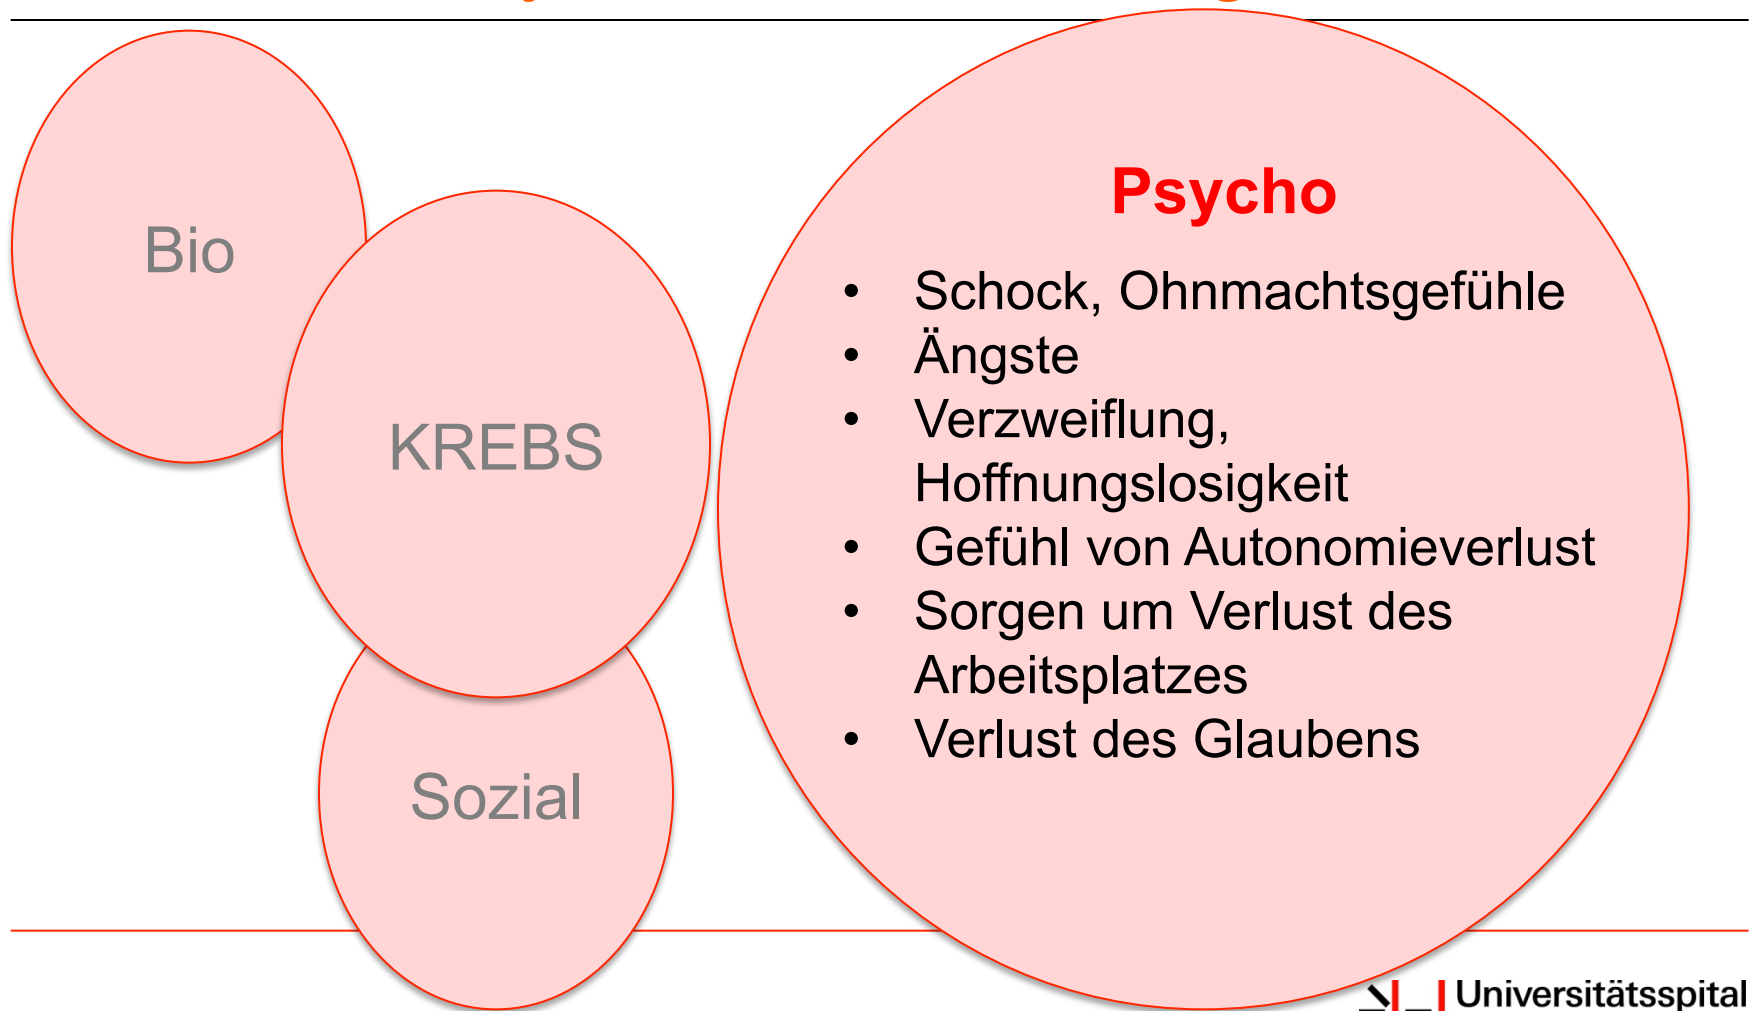 Bio
KREBS
Sozial
Psycho
• Schock, Ohnmachtsgefühle
• Ängste
• Verzweiflung,
Hoffnungslosigkeit
• Gefühl von Autonomieverlust
• Sorgen um Verlust des
Arbeitsplatzes
• Verlust des Glaubens
Universitätsspital